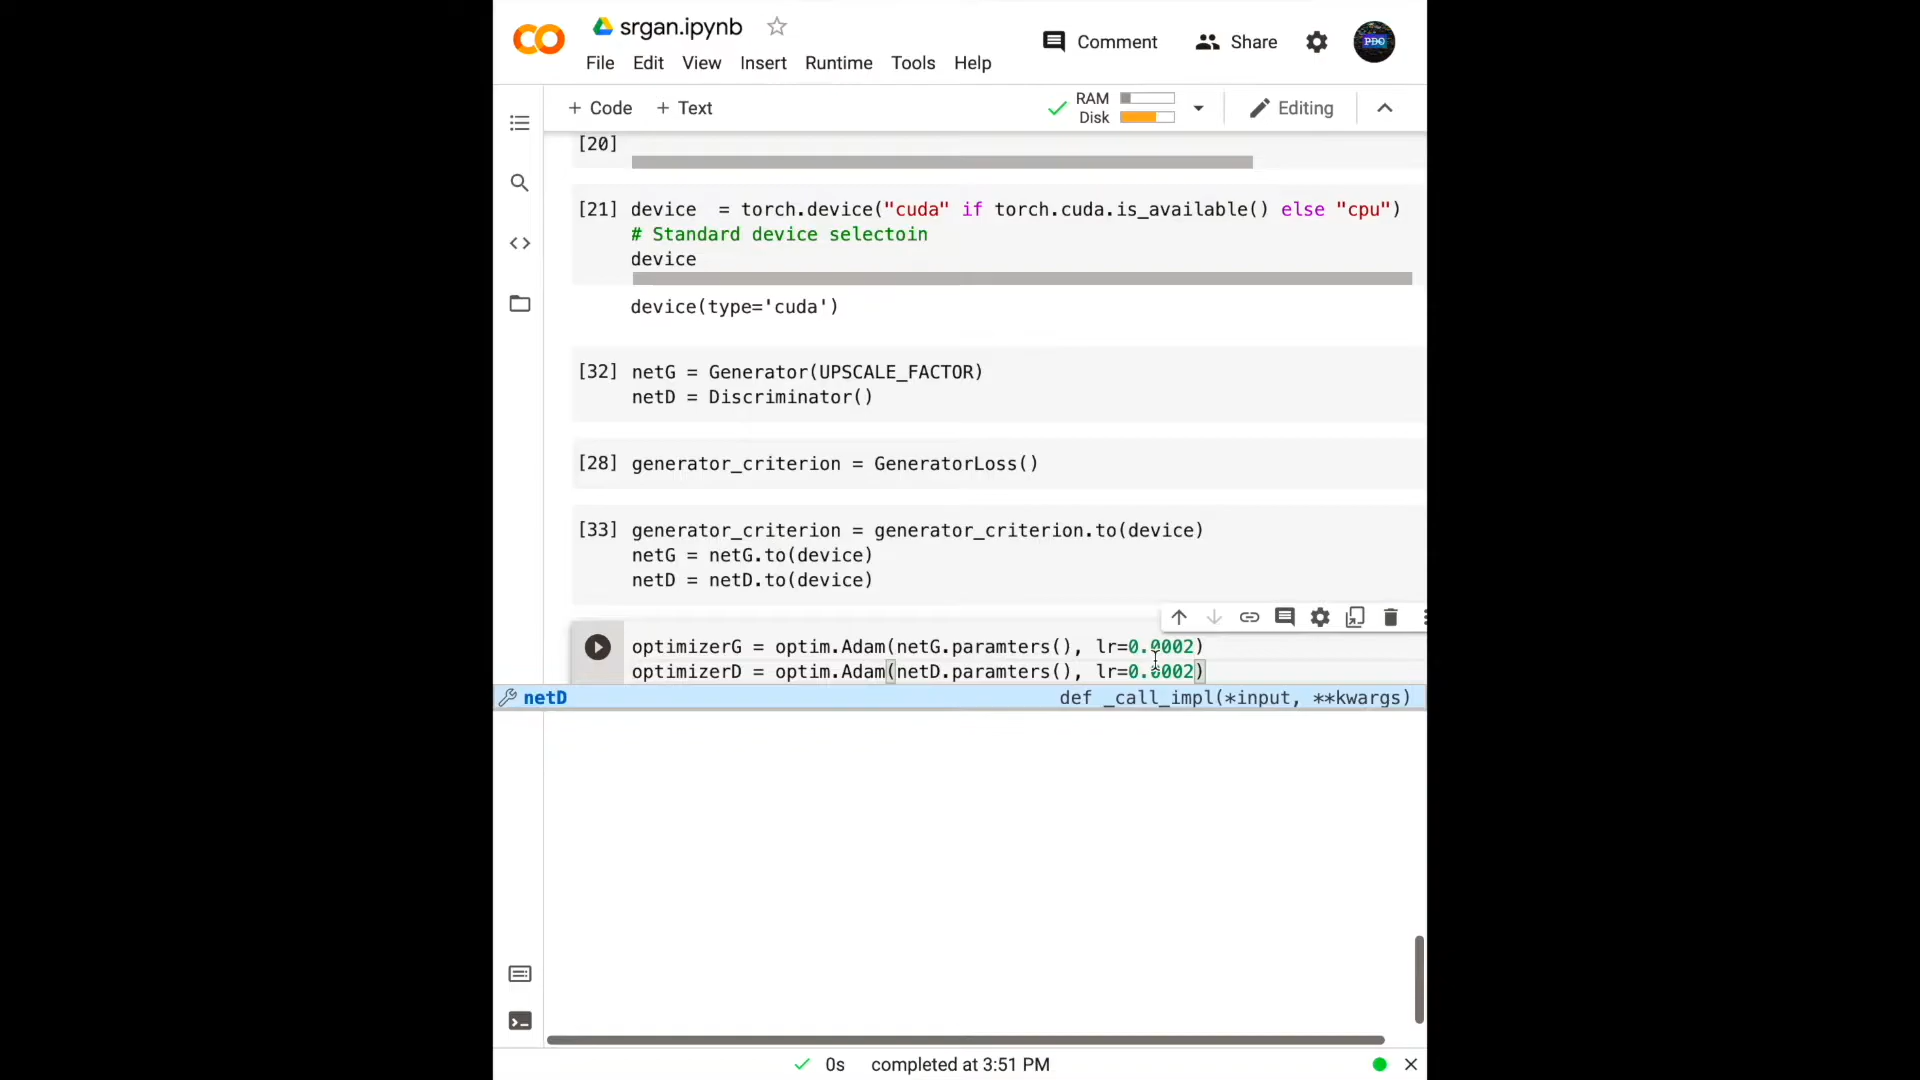 srgan.ipynb
Comment
Share
PDO
File Edit View Insert Runtime Tools Help
+ Code + Text
RAM
Disk
Editing
[20]
[21] device  = torch.device("cuda" if torch.cuda.is_available() else "cpu")
# Standard device selectoin
device
device(type='cuda')
[32] netG = Generator(UPSCALE_FACTOR)
netD = Discriminator()
[28] generator_criterion = GeneratorLoss()
[33] generator_criterion = generator_criterion.to(device)
netG = netG.to(device)
netD = netD.to(device)
optimizerG = optim.Adam(netG.paramters(), lr=0.0002)
optimizerD = optim.Adam(netD.paramters(), lr=0.0002)
netD def _call_impl(*input, **kwargs)
0s completed at 3:51 PM